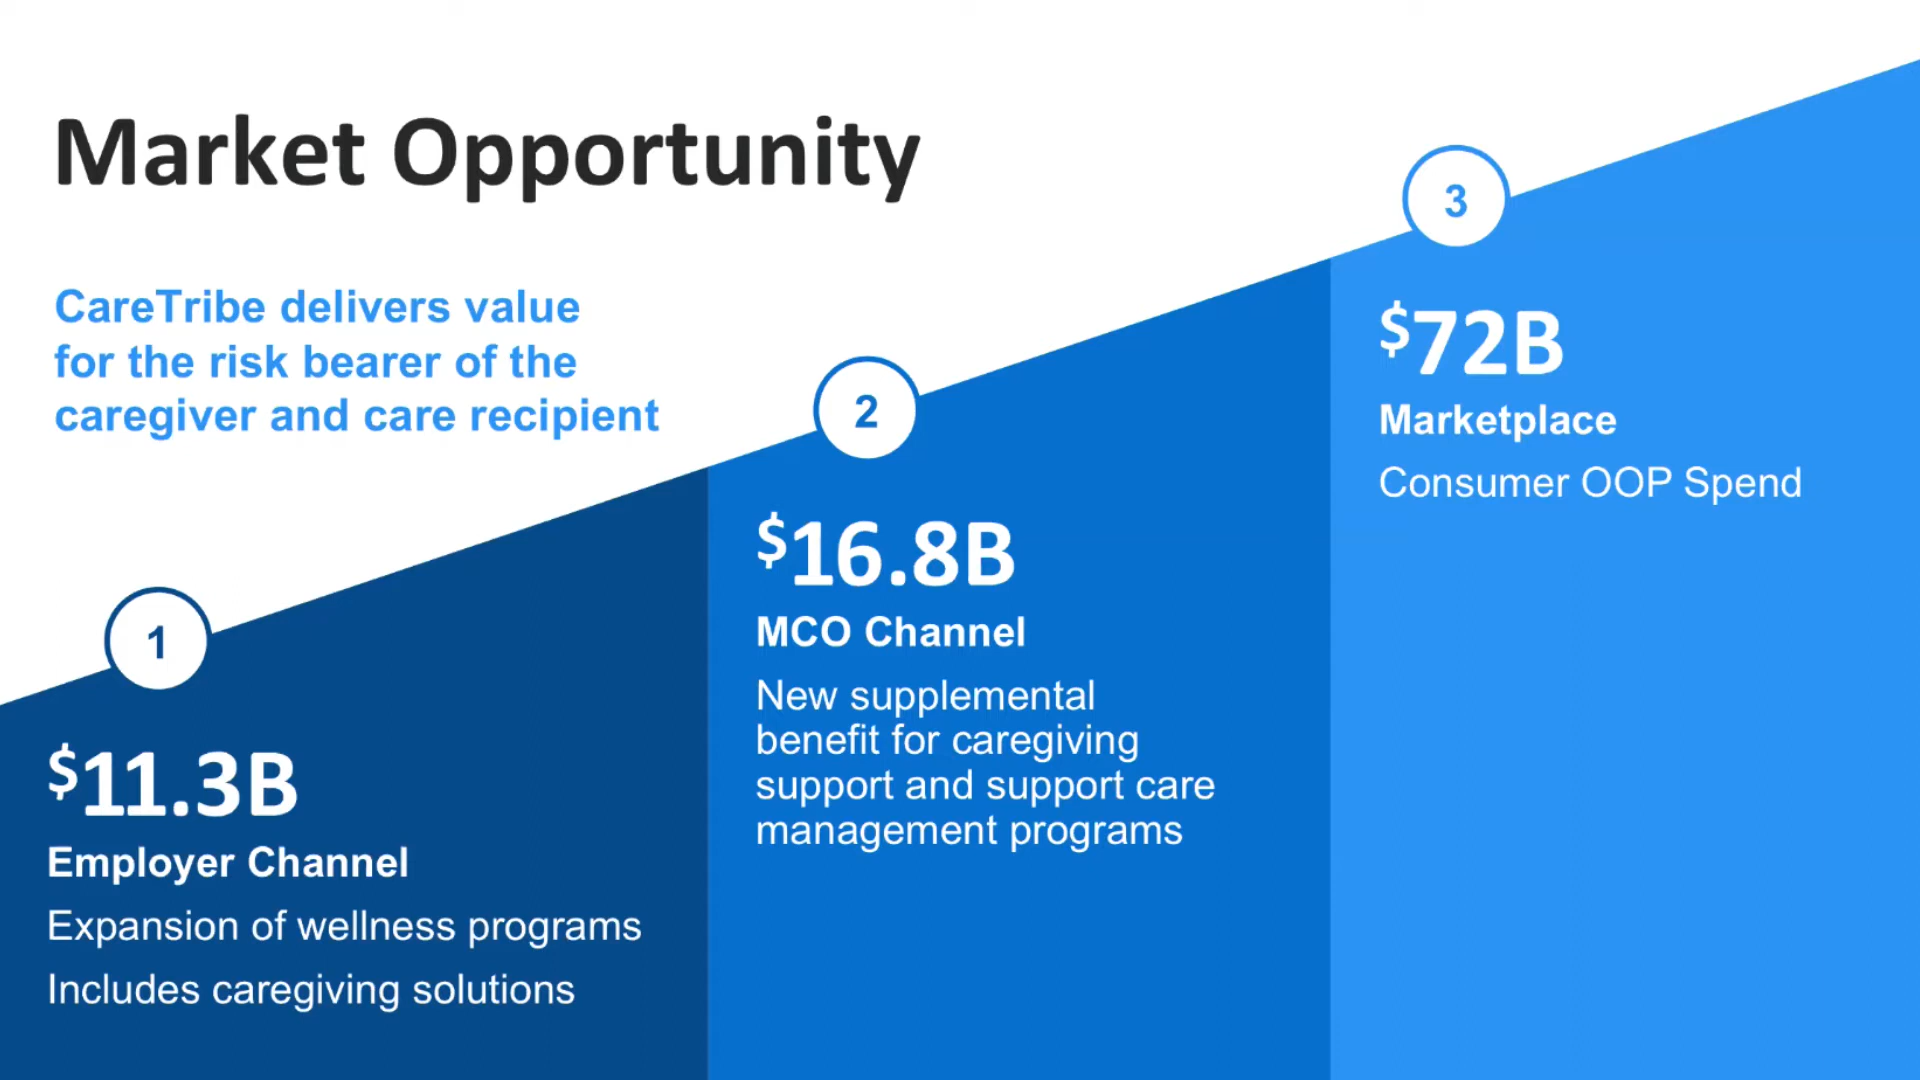 Market Opportunity
CareTribe delivers value
for the risk bearer of the
caregiver and care recipient
1
$11.3B
Employer Channel
Expansion of wellness programs
Includes caregiving solutions
2
$16.8B
MCO Channel
New supplemental
benefit for caregiving
support and support care
management programs
3
$72B
Marketplace
Consumer OOP Spend